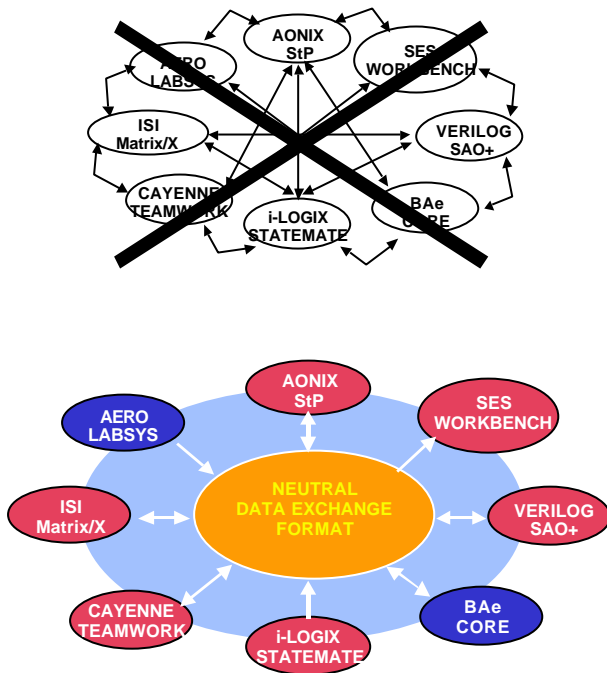 AONIX
StP
SES
WORKBENCH
AERO
LABSYS
ISI
Matrix/X
VERILOG
SAO+
CAYENNE
TEAMWORK
i-LOGIX
STATEMATE
BAe
CORE
AONIX
StP
SES
WORKBENCH
AERO
LABSYS
NEUTRAL
DATA EXCHANGE
FORMAT
ISI
Matrix/X
VERILOG
SAO+
CAYENNE
TEAMWORK
i-LOGIX
STATEMATE
BAe
CORE